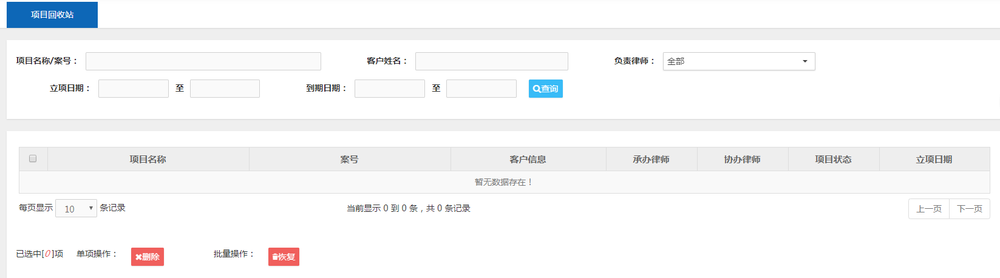 项目回收站
项目名称/案号： 客户姓名： 负责律师： 全部
立项日期： 至 到期日期： 至 查询
项目名称 案号 客户信息 承办律师 协办律师 项目状态 立项日期
暂无数据存在！
每页显示 10 条记录 当前显示 0 到 0 条，共 0 条记录 上一页 下一页
已选中[0]项 单项操作： 删除 批量操作： 恢复